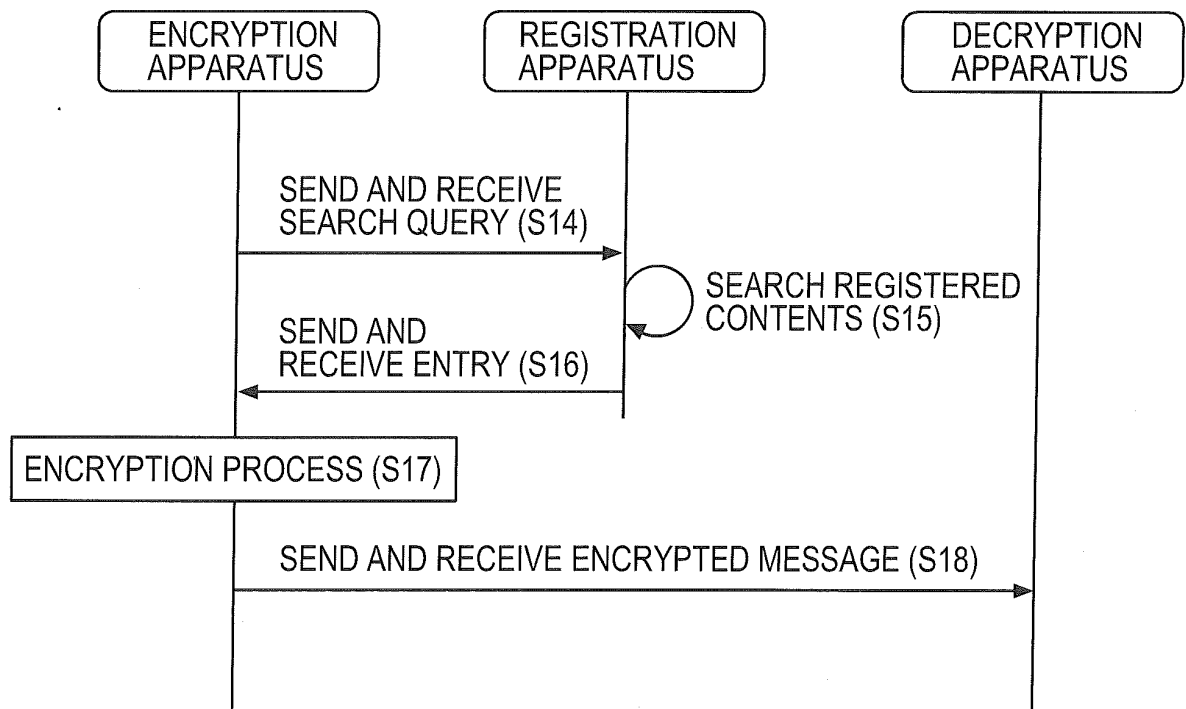 ENCRYPTION
APPARATUS
REGISTRATION
APPARATUS
DECRYPTION
APPARATUS
SEND AND RECEIVE
SEARCH QUERY (S14)
SEARCH REGISTERED
CONTENTS (S15)
SEND AND
RECEIVE ENTRY (S16)
ENCRYPTION PROCESS (S17)
SEND AND RECEIVE ENCRYPTED MESSAGE (S18)